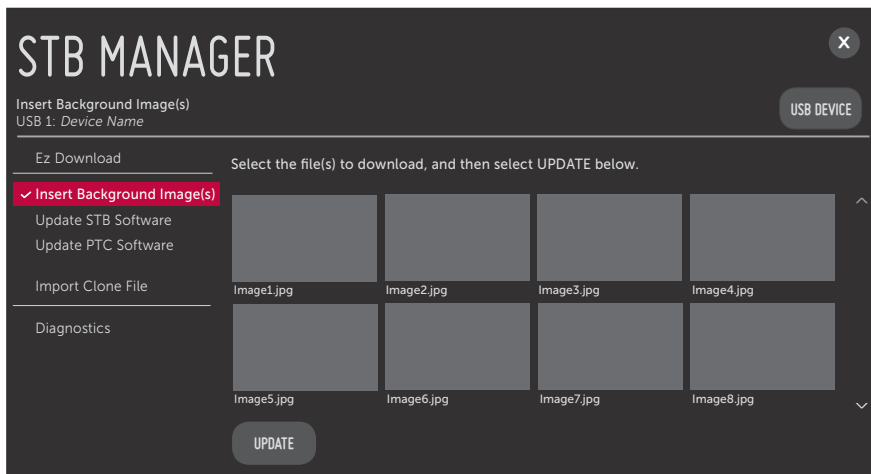 STB MANAGER
X
Insert Background Image(s)
USB 1: Device Name
USB DEVICE
Ez Download
Insert Background Image(s)
Update STB Software
Update PTC Software
Import Clone File
Diagnostics
Select the file(s) to download, and then select UPDATE below.
Image1.jpg Image2.jpg Image3.jpg Image4.jpg
Image5.jpg Image6.jpg Image7.jpg Image8.jpg
UPDATE